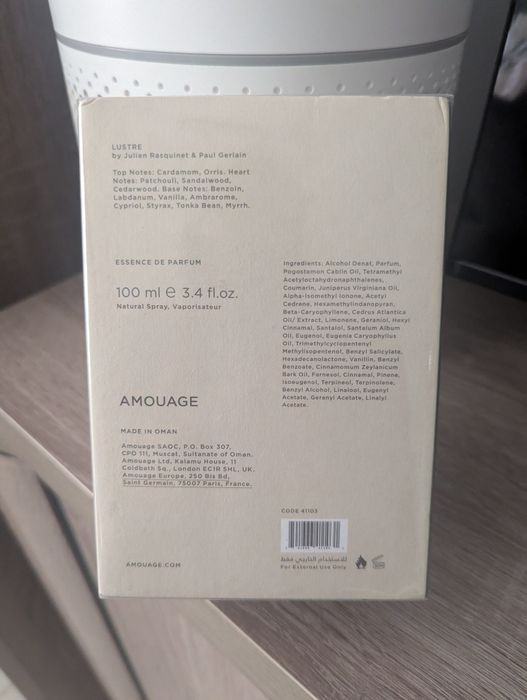 LUSTRE
by Julien Rasquinet & Paul Gerlain
Top Notes: Cardamom, Orris. Heart
Notes: Patchouli, Sandalwood,
Cedarwood. Base Notes: Benzoin,
Labdanum, Vanilla, Ambrarome,
Cypriol, Styrax, Tonka Bean, Myrrh.
ESSENCE DE PARFUM
100 ml ℮ 3.4 fl.oz.
Natural Spray, Vaporisateur
Ingredients: Alcohol Denat, Parfum,
Pogostemon Cablin Oil, Tetramethyl
Acetyloctahydronaphthalenes,
Coumarin, Juniperus Virginiana Oil,
Alpha-Isomethyl Ionone, Acetyl
Cedrene, Hexamethylindanopyran,
Beta-Caryophyllene, Cedrus Atlantica
Oil/ Extract, Limonene, Geraniol, Hexyl
Cinnamal, Santalol, Santalum Album
Oil, Eugenol, Eugenia Caryophyllus
Oil, Trimethylcyclopentenyl
Methylisopentenol, Benzyl Salicylate,
Hexadecanolactone, Vanillin, Benzyl
Benzoate, Cinnamomum Zeylanicum
Bark Oil, Farnesol, Cinnamal, Pinene,
Isoeugenol, Terpineol, Terpinolene,
Benzyl Alcohol, Linalool, Eugenyl
Acetate, Geranyl Acetate, Linalyl
Acetate.
AMOUAGE
MADE IN OMAN
Amouage SAOC, P.O. Box 307,
CPO 111, Muscat, Sultanate of Oman.
Amouage Ltd, Kalamu House, 11
Coldbath Sq., London EC1R 5HL, UK.
Amouage Europe, 250 Bis Bd,
Saint Germain, 75007 Paris, France.
CODE 41103
للاستخدام الخارجي فقط
For External Use Only
AMOUAGE.COM